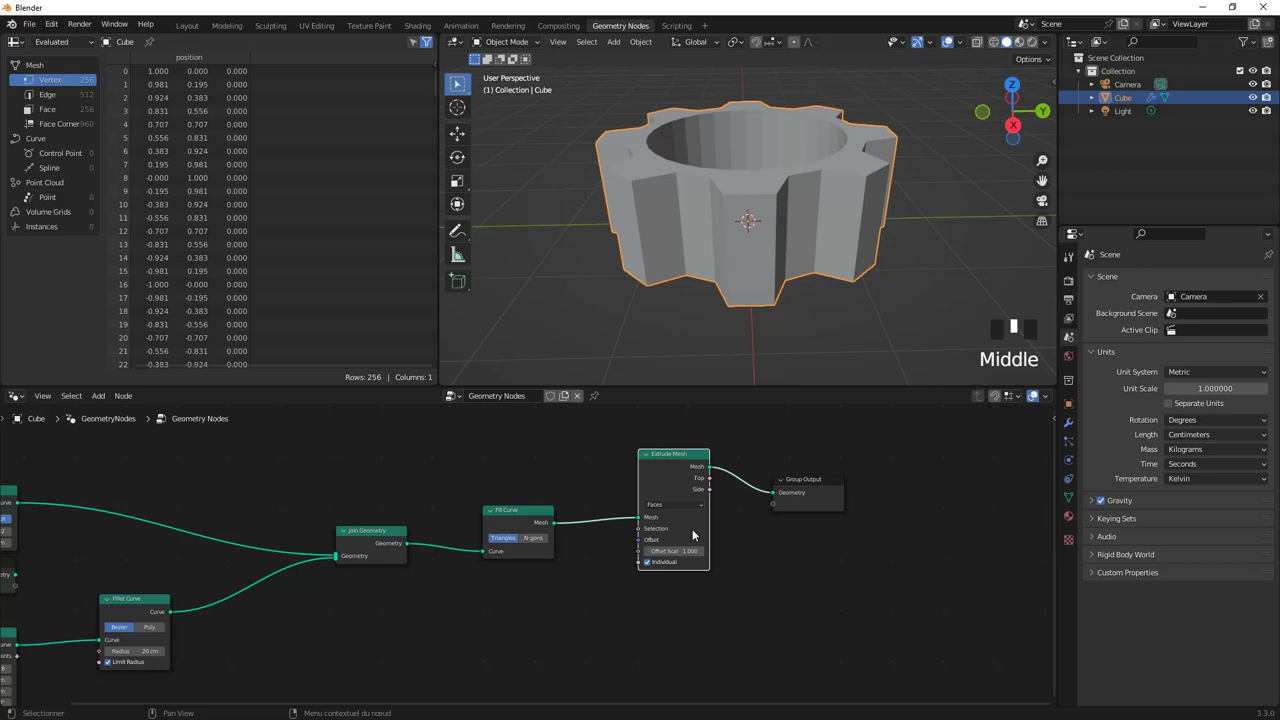 Blender
File Edit Render Window Help Layout Modeling Sculpting UV Editing Texture Paint Shading Animation Rendering Compositing Geometry Nodes Scripting + Scene ViewLayer
Evaluated Cube
Object Mode View Select Add Object Global
Options
position
Mesh
Vertex 256
Edge 512
Face 256
Face Corner 960
Curve
Control Point 0
Spline 0
Point Cloud
Point 0
Volume Grids 0
Instances 0
0 1.000 0.000 0.000
1 0.981 0.195 0.000
2 0.924 0.383 0.000
3 0.831 0.556 0.000
4 0.707 0.707 0.000
5 0.556 0.831 0.000
6 0.383 0.924 0.000
7 0.195 0.981 0.000
8 -0.000 1.000 0.000
9 -0.195 0.981 0.000
10 -0.383 0.924 0.000
11 -0.556 0.831 0.000
12 -0.707 0.707 0.000
13 -0.831 0.556 0.000
14 -0.924 0.383 0.000
15 -0.981 0.195 0.000
16 -1.000 -0.000 0.000
17 -0.981 -0.195 0.000
18 -0.924 -0.383 0.000
19 -0.831 -0.556 0.000
20 -0.707 -0.707 0.000
21 -0.556 -0.831 0.000
22 -0.383 -0.924 0.000
Rows: 256 | Columns: 1
User Perspective
(1) Collection | Cube
Z
Y
X
Middle
Scene Collection
Collection
Camera
Cube
Light
Scene
Scene
Camera Camera
Background Scene
Active Clip
Units
Unit System Metric
Unit Scale 1.000000
Separate Units
Rotation Degrees
Length Centimeters
Mass Kilograms
Time Seconds
Temperature Kelvin
Gravity
Keying Sets
Audio
Rigid Body World
Custom Properties
View Select Add Node Geometry Nodes
Cube GeometryNodes Geometry Nodes
Fillet Curve
Curve
Bezier Poly
Curve
Radius 20 cm
Limit Radius
Join Geometry
Geometry
Geometry
Fill Curve
Mesh
Triangles N-gons
Curve
Extrude Mesh
Mesh
Top
Side
Faces
Mesh
Selection
Offset
Offset Scal 1.000
Individual
Group Output
Geometry
Sélectionner Pan View Menu contextuel du nœud 3.3.0